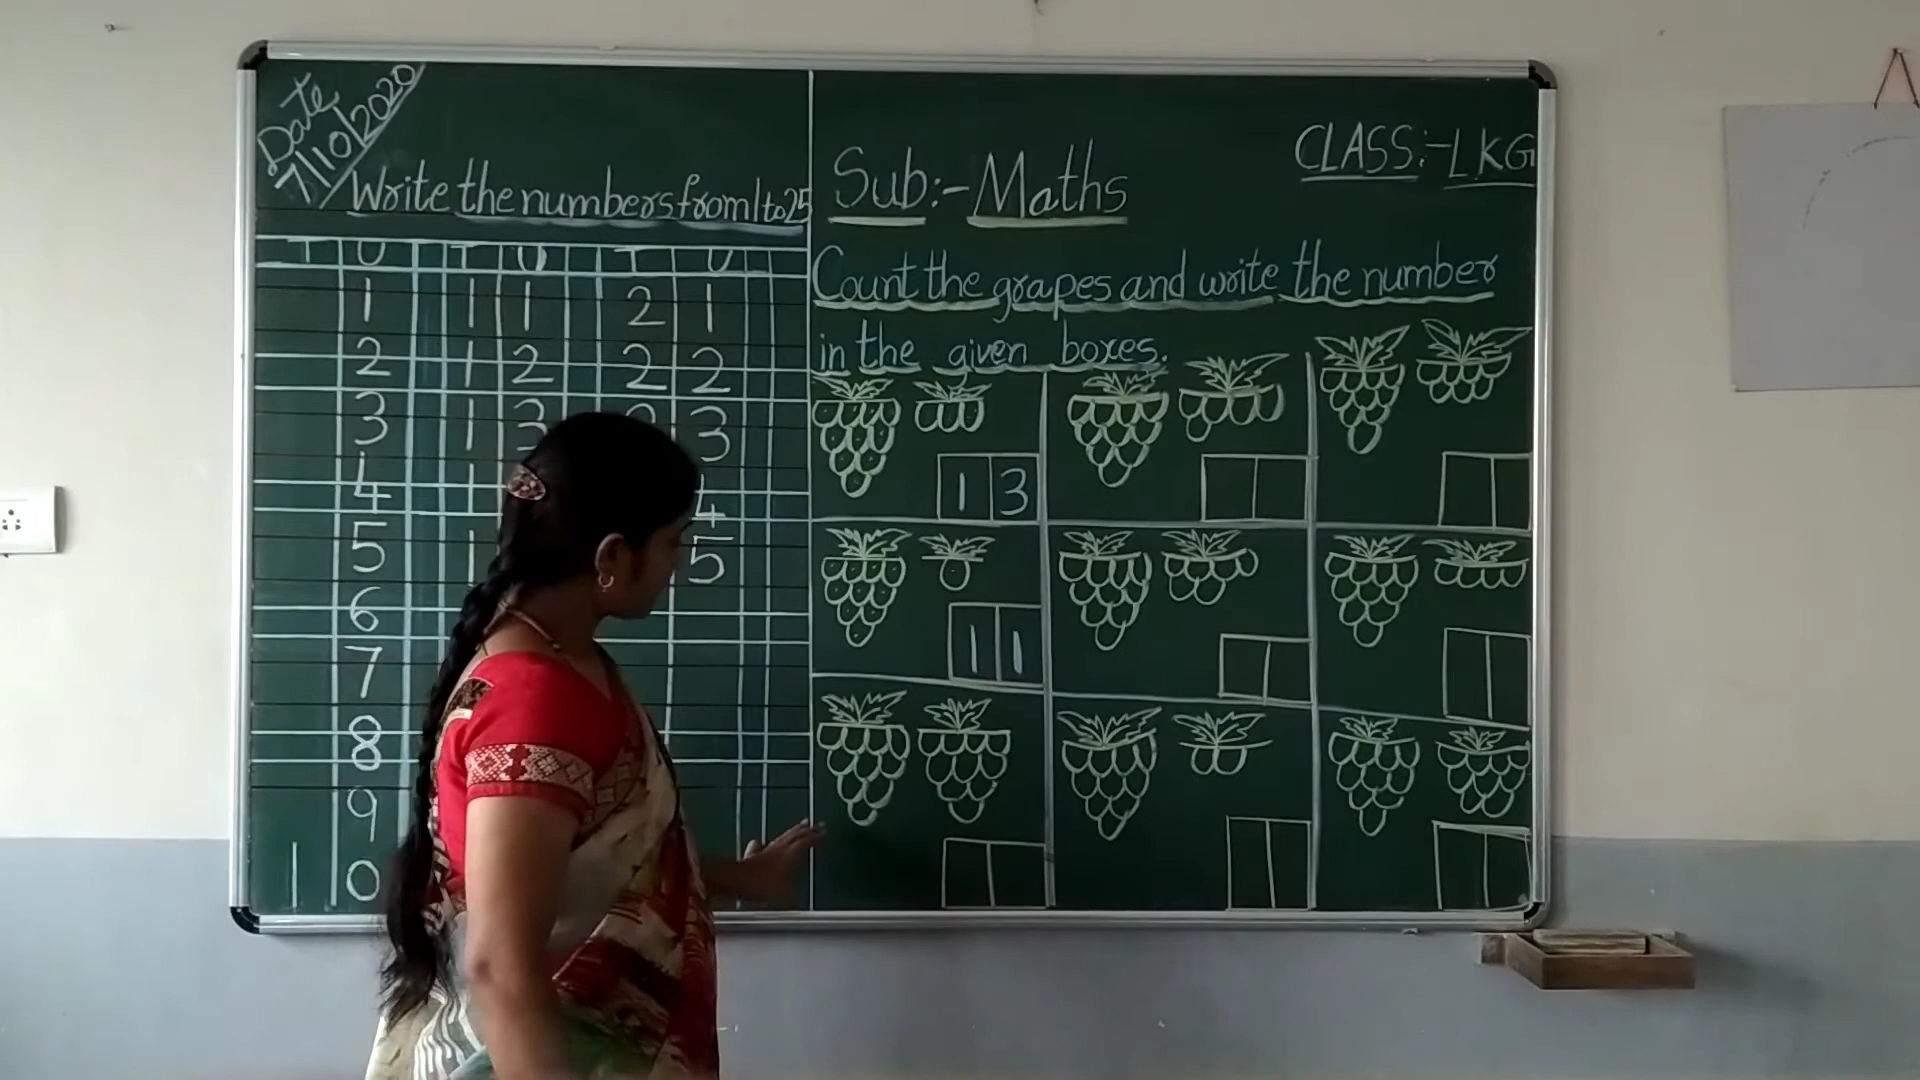 Date
7/10/2020
Write the numbers from 1 to 25
T U T U T U
1 1 1 2 1
2 1 2 2 2
3 1 3 3
4 1 4
5 1 5
6
7
8
9
1 0
Sub:- Maths
CLASS:- LKG
Count the grapes and write the number
in the given boxes.
1 3
1 1